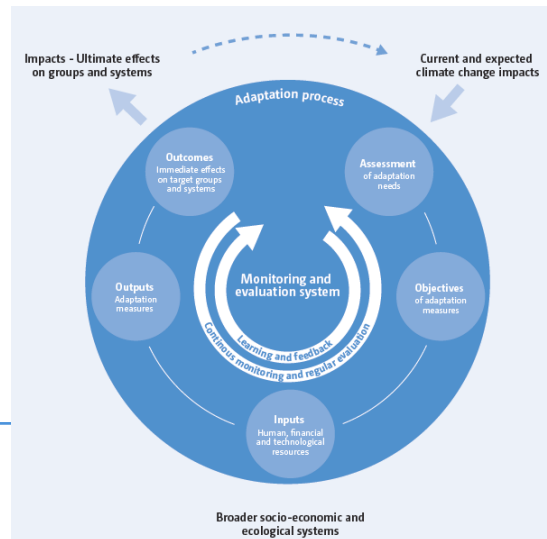 Impacts - Ultimate effects
on groups and systems
Current and expected
climate change impacts
Adaptation process
Outcomes
Immediate effects
on target groups
and systems
Assessment
of adaptation
needs
Monitoring and
evaluation system
Outputs
Adaptation
measures
Objectives
of adaptation
measures
Learning and feedback
Continous monitoring and regular evaluation
Inputs
Human, financial
and technological
resources
Broader socio-economic and
ecological systems